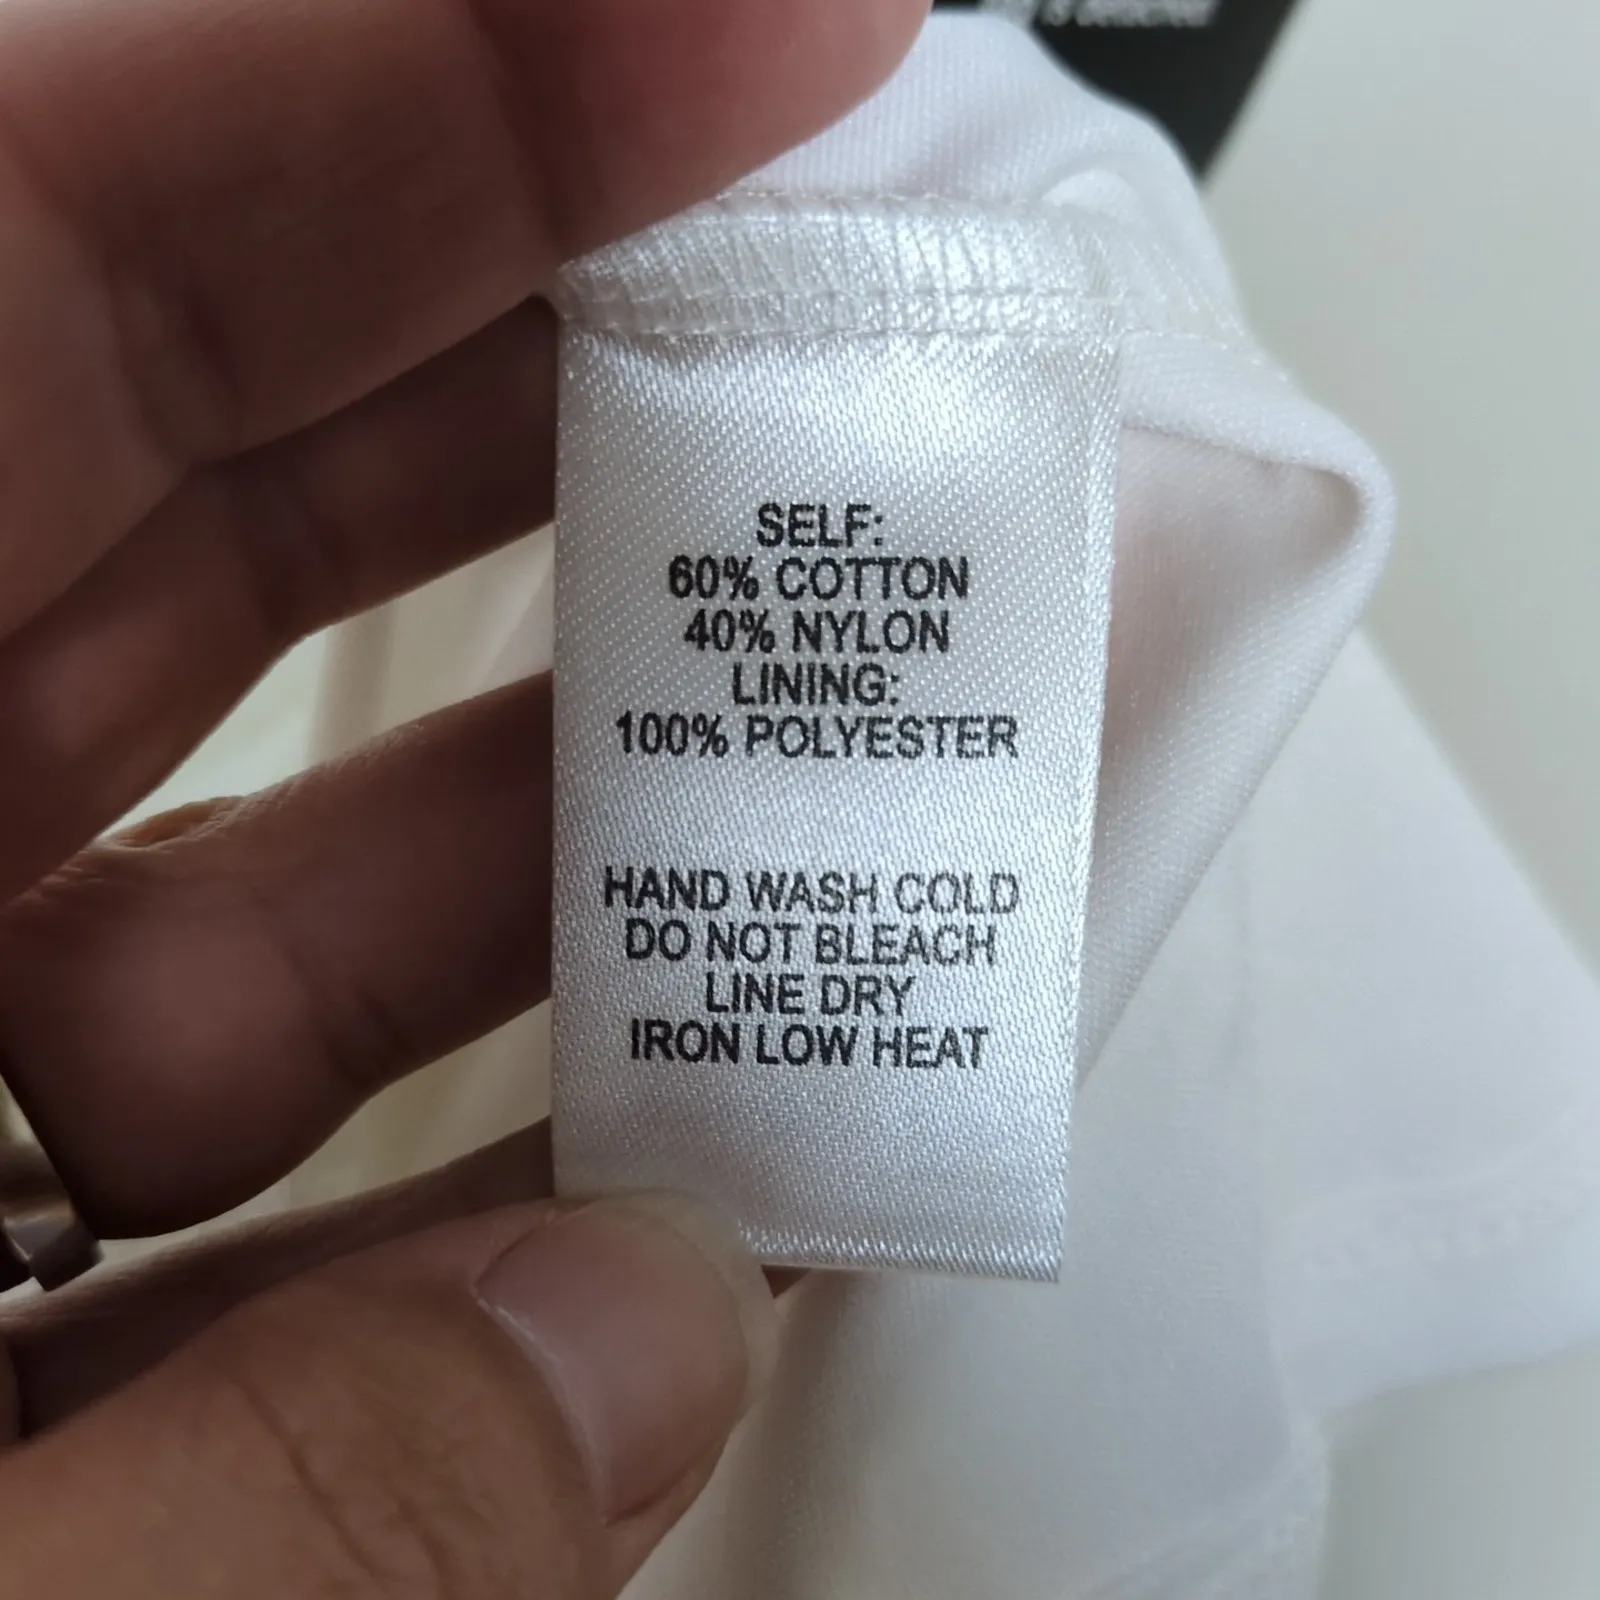 SELF:
60% COTTON
40% NYLON
LINING:
100% POLYESTER
HAND WASH COLD
DO NOT BLEACH
LINE DRY
IRON LOW HEAT